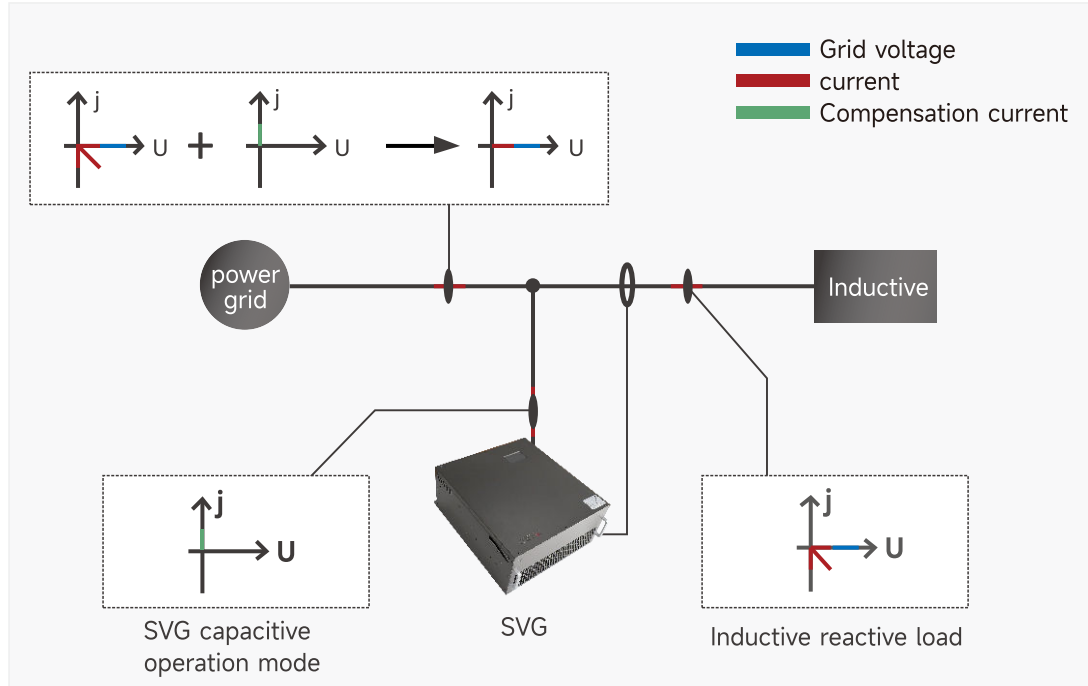 Grid voltage
current
Compensation current
j
U
+
j
U
j
U
power
grid
Inductive
j
U
SVG capacitive
operation mode
SVG
j
U
Inductive reactive load